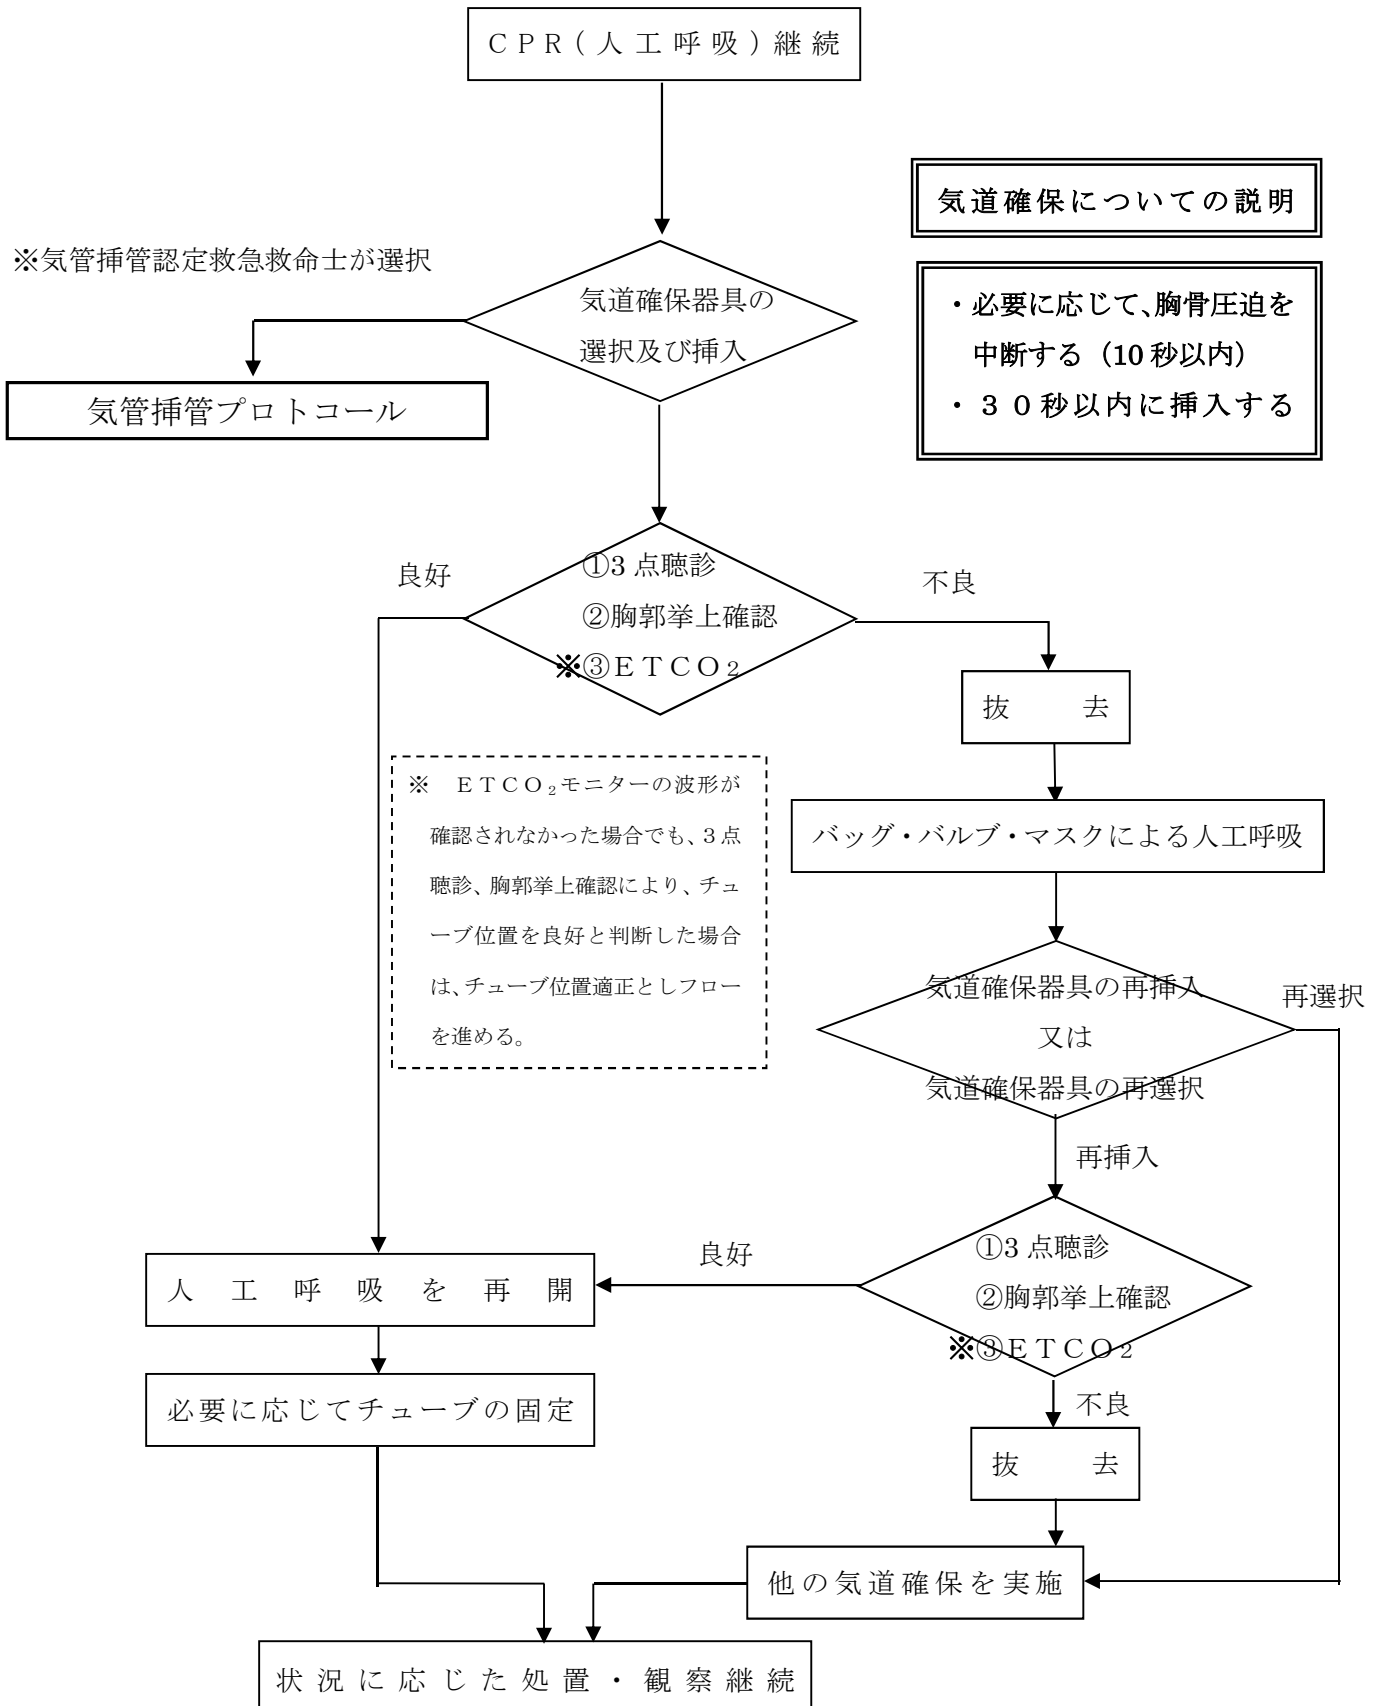 CPR(人工呼吸)継続
気道確保についての説明
※気管挿管認定救急救命士が選択
・必要に応じて、胸骨圧迫を
中断する（10秒以内）
・３０秒以内に挿入する
気道確保器具の
選択及び挿入
気管挿管プロトコール
良好
①3点聴診
②胸郭挙上確認
※③ＥＴＣＯ₂
不良
抜　去
※　ＥＴＣＯ₂モニターの波形が
確認されなかった場合でも、３点
聴診、胸郭挙上確認により、チュ
ーブ位置を良好と判断した場合
は、チューブ位置適正としフロー
を進める。
バッグ・バルブ・マスクによる人工呼吸
気道確保器具の再挿入
又は
気道確保器具の再選択
再選択
再挿入
①3点聴診
②胸郭挙上確認
※③ＥＴＣＯ₂
良好
人工呼吸を再開
必要に応じてチューブの固定
不良
抜　去
他の気道確保を実施
状況に応じた処置・観察継続